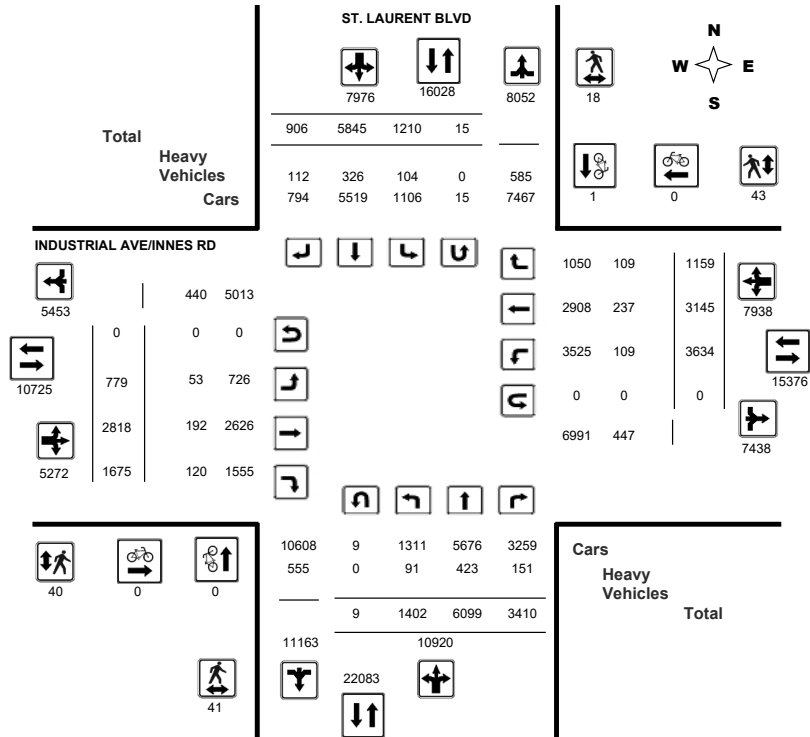 ST. LAURENT BLVD
N
W E
S
7976 16028 8052 18
Total 906 5845 1210 15
Heavy
Vehicles 112 326 104 0 585
Cars 794 5519 1106 15 7467
1 0 43
INDUSTRIAL AVE/INNES RD
5453 440 5013
1050 109 1159
2908 237 3145 7938
0 0 0
3525 109 3634
10725 779 53 726
0 0 0 15376
2818 192 2626
6991 447 7438
5272 1675 120 1555
10608 9 1311 5676 3259 Cars
555 0 91 423 151 Heavy
Vehicles
40 0 0
9 1402 6099 3410 Total
11163 10920
22083
41